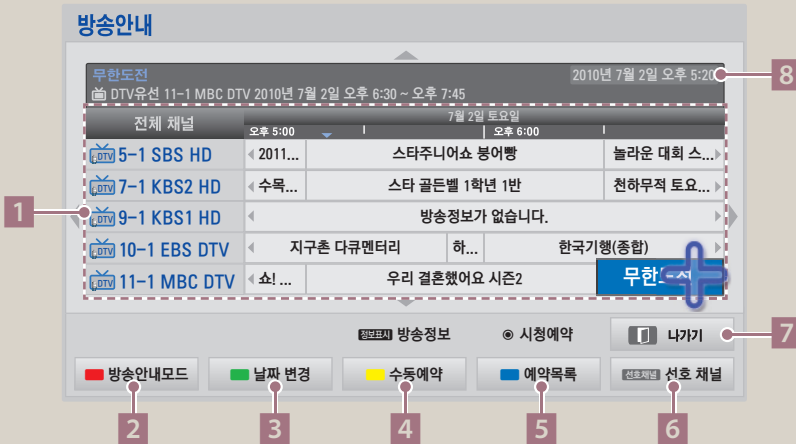 방송안내
무한도전 2010년 7월 2일 오후 5:20 8
DTV유선 11-1 MBC DTV 2010년 7월 2일 오후 6:30 ~ 오후 7:45
전체 채널 7월 2일 토요일
오후 5:00 오후 6:00
DTV 5-1 SBS HD 2011... 스타주니어쇼 붕어빵 놀라운 대회 스...
DTV 7-1 KBS2 HD 수목... 스타 골든벨 1학년 1반 천하무적 토요...
1 DTV 9-1 KBS1 HD 방송정보가 없습니다.
DTV 10-1 EBS DTV 지구촌 다큐멘터리 하... 한국기행(종합)
DTV 11-1 MBC DTV 쇼! ... 우리 결혼했어요 시즌2 무한도전
정보표시 방송정보 ◉ 시청예약 나가기 7
방송안내모드 날짜 변경 수동예약 예약목록 선호채널 선호 채널
2 3 4 5 6